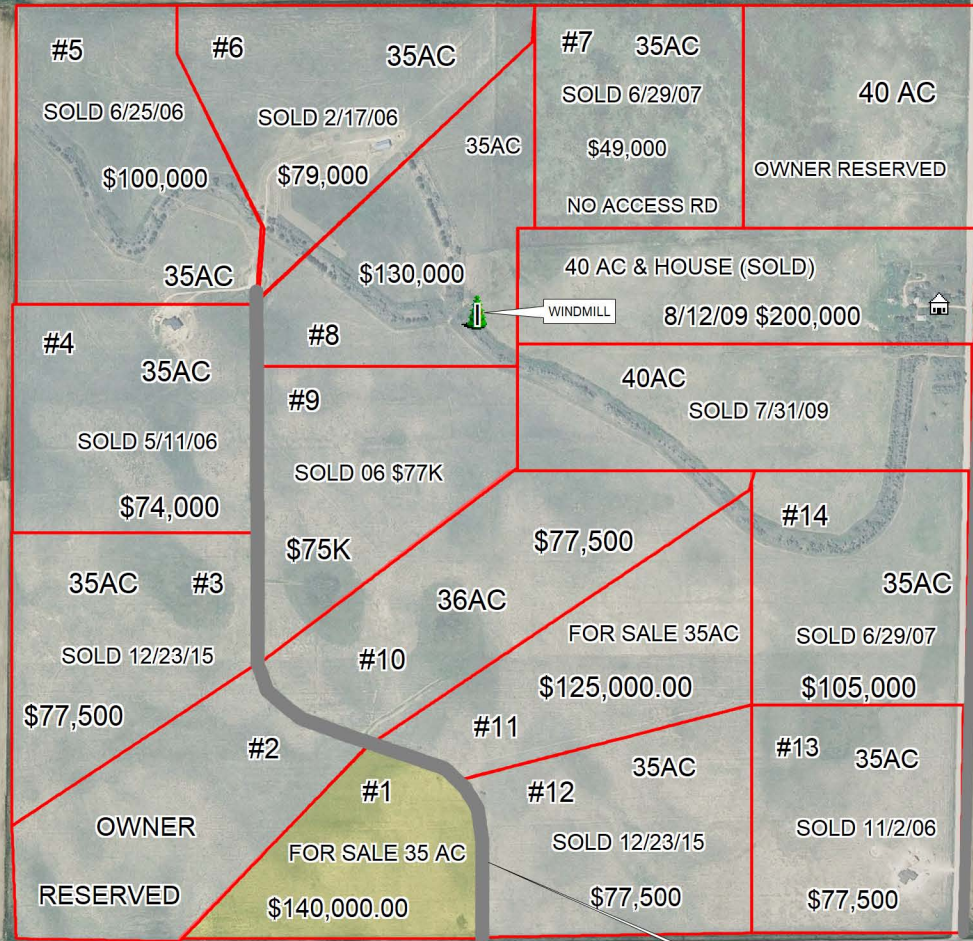 #5
SOLD 6/25/06
$100,000
35AC
#6
35AC
SOLD 2/17/06
$79,000
#7
35AC
SOLD 6/29/07
$49,000
NO ACCESS RD
40 AC
OWNER RESERVED
35AC
$130,000
#8
WINDMILL
40 AC & HOUSE (SOLD)
8/12/09 $200,000
#4
35AC
SOLD 5/11/06
$74,000
#9
SOLD 06 $77K
$75K
40AC
SOLD 7/31/09
#3
35AC
SOLD 12/23/15
$77,500
$77,500
36AC
#10
#14
35AC
SOLD 6/29/07
$105,000
FOR SALE 35AC
$125,000.00
#11
#2
OWNER
RESERVED
#1
FOR SALE 35 AC
$140,000.00
35AC
#12
SOLD 12/23/15
$77,500
#13
35AC
SOLD 11/2/06
$77,500